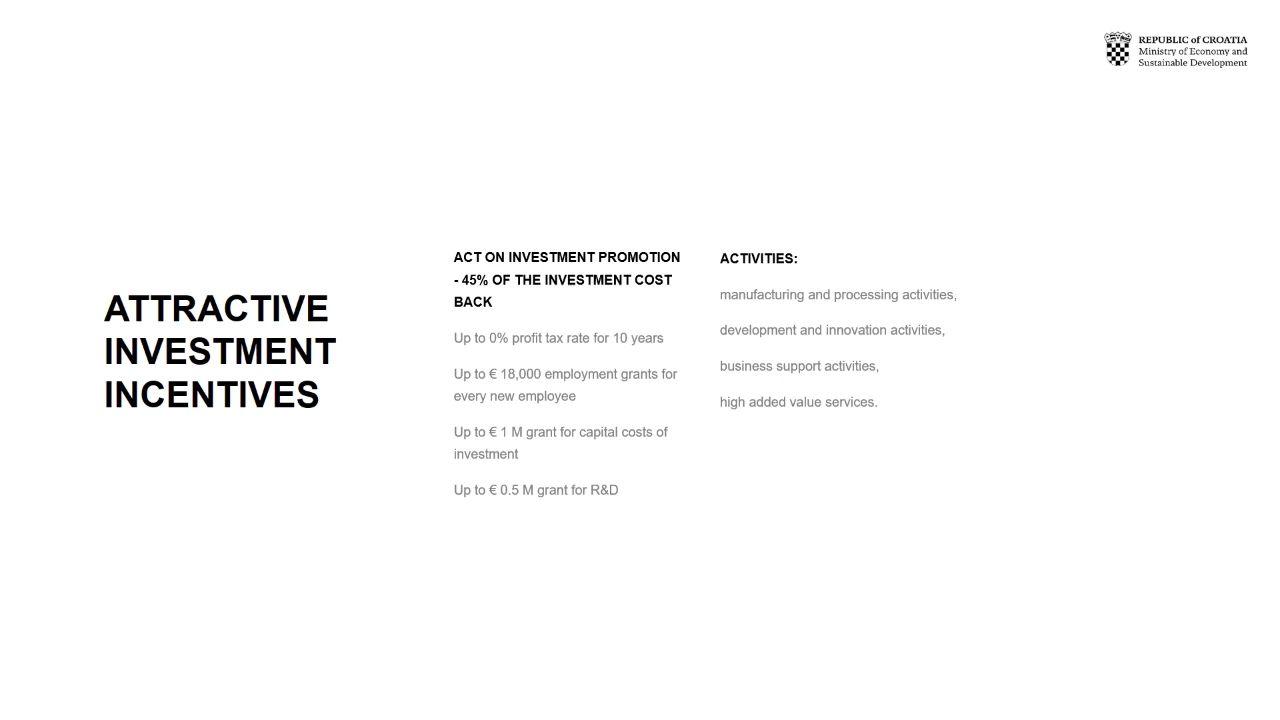 REPUBLIC of CROATIA
Ministry of Economy and
Sustainable Development
ATTRACTIVE
INVESTMENT
INCENTIVES
ACT ON INVESTMENT PROMOTION
- 45% OF THE INVESTMENT COST
BACK
Up to 0% profit tax rate for 10 years
Up to € 18,000 employment grants for
every new employee
Up to € 1 M grant for capital costs of
investment
Up to € 0.5 M grant for R&D
ACTIVITIES:
manufacturing and processing activities,
development and innovation activities,
business support activities,
high added value services.